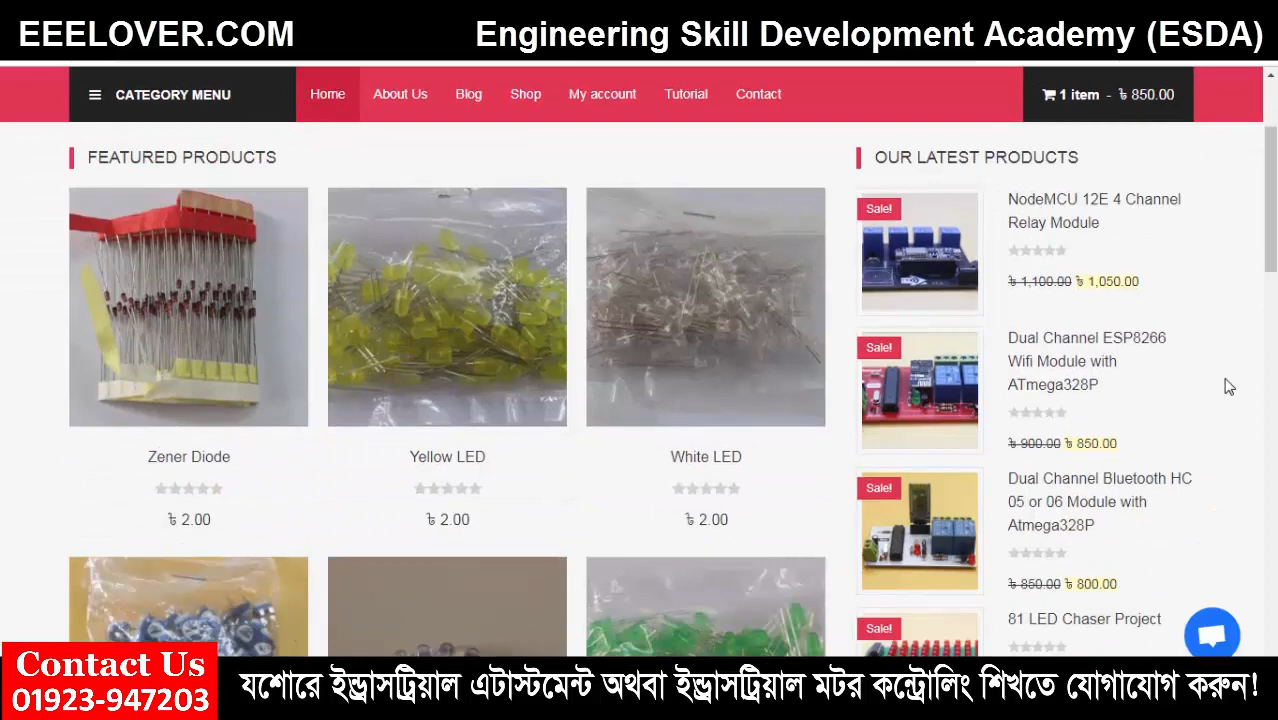 EEELOVER.COM
Engineering Skill Development Academy (ESDA)
CATEGORY MENU
Home
About Us
Blog
Shop
My account
Tutorial
Contact
1 item - ৳ 850.00
FEATURED PRODUCTS
Zener Diode
৳ 2.00
Yellow LED
৳ 2.00
White LED
৳ 2.00
OUR LATEST PRODUCTS
Sale!
NodeMCU 12E 4 Channel
Relay Module
৳ 1,100.00 ৳ 1,050.00
Sale!
Dual Channel ESP8266
Wifi Module with
ATmega328P
৳ 900.00 ৳ 850.00
Sale!
Dual Channel Bluetooth HC
05 or 06 Module with
Atmega328P
৳ 850.00 ৳ 800.00
Sale!
81 LED Chaser Project
Contact Us
01923-947203
যশোরে ইন্ড্রাসট্রিয়াল এটাস্টমেন্ট অথবা ইন্ড্রাসট্রিয়াল মটর কন্ট্রোলিং শিখতে যোগাযোগ করুন!